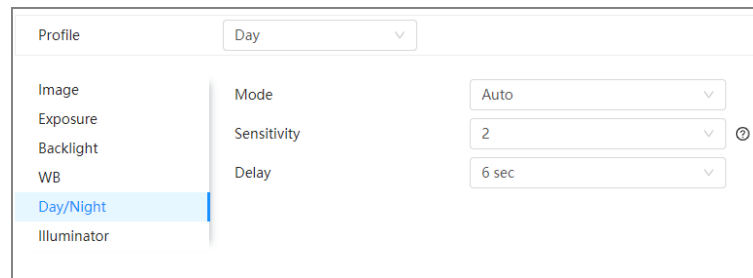 Profile
Day
Image
Mode
Auto
Exposure
Sensitivity
2
Backlight
WB
Delay
6 sec
Day/Night
Illuminator